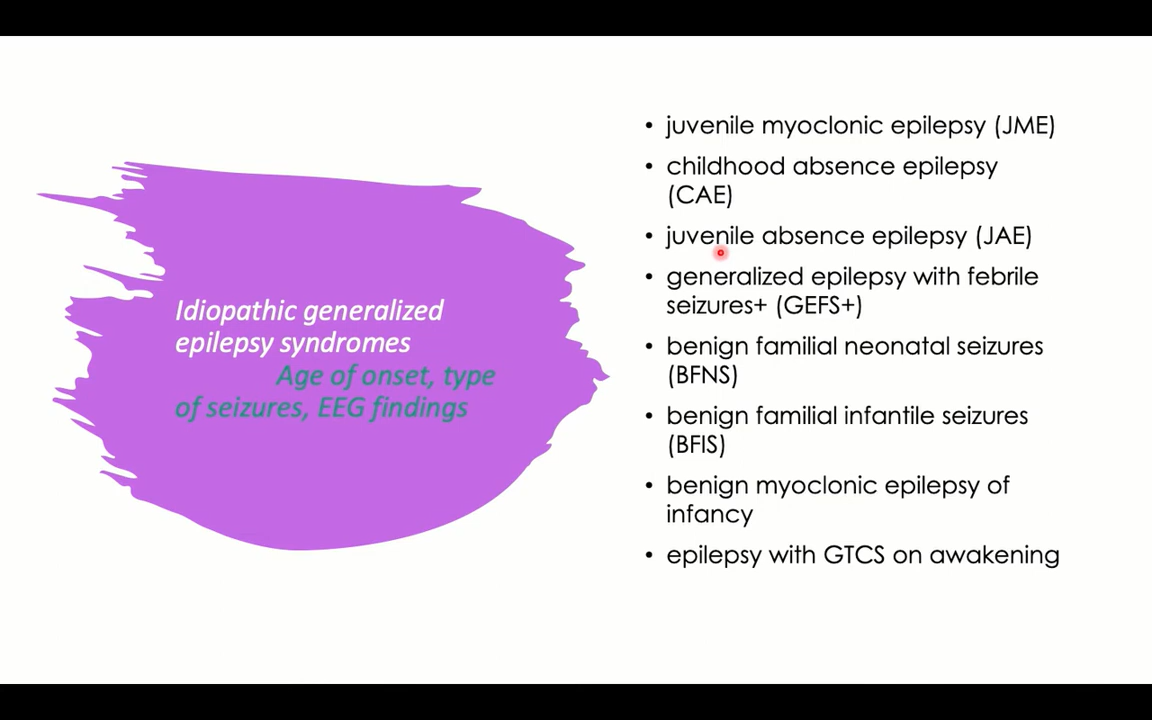 Idiopathic generalized
epilepsy syndromes
Age of onset, type
of seizures, EEG findings
• juvenile myoclonic epilepsy (JME)
• childhood absence epilepsy
(CAE)
• juvenile absence epilepsy (JAE)
• generalized epilepsy with febrile
seizures+ (GEFS+)
• benign familial neonatal seizures
(BFNS)
• benign familial infantile seizures
(BFIS)
• benign myoclonic epilepsy of
infancy
• epilepsy with GTCS on awakening